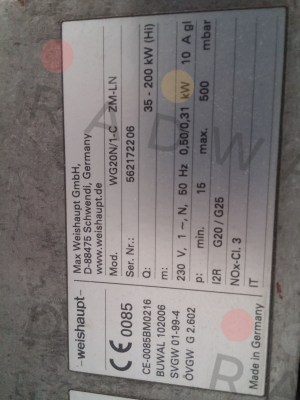 -weishaupt-
CE 0085
CE-0085BM0216
BUWAL 102006
SVGW 01-99-4
ÖVGW G 2.602
Made in Germany
Max Weishaupt GmbH,
D-88475 Schwendi, Germany
www.weishaupt.de
Mod. WG20N/1-C ZM-LN
Ser. Nr.: 562172206
Q: 35 - 200 kW (Hi)
m:
230 V, 1 ~, N, 50 Hz 0,50/0,31 kW 10 A gl
p: min. 15 max. 500 mbar
I2R G20 / G25
NOx-Cl. 3
IT
R A D W
R